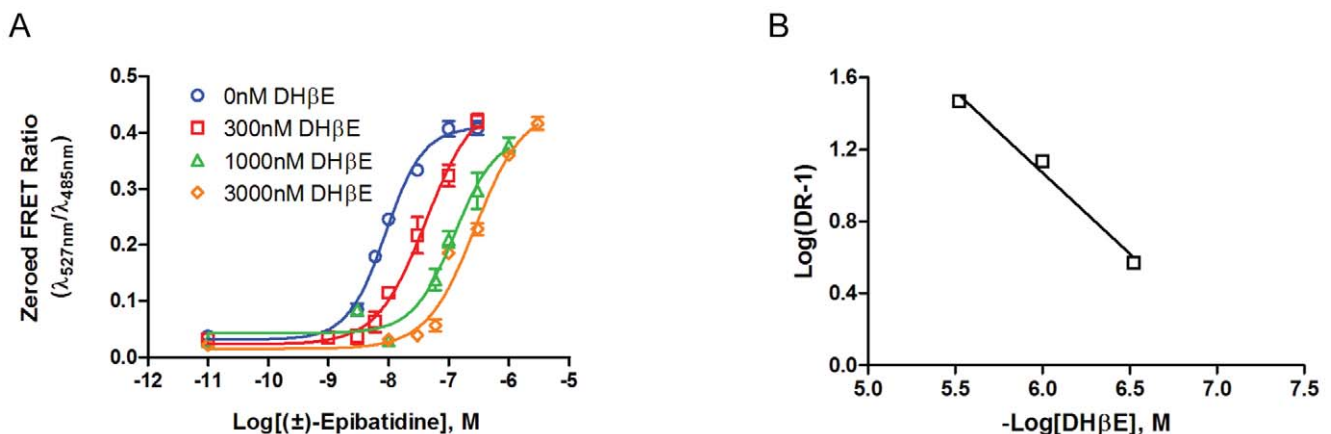 A
Zeroed FRET Ratio
(λ527nm/λ485nm)
0.5
0.4
0.3
0.2
0.1
0.0
0nM DHβE
300nM DHβE
1000nM DHβE
3000nM DHβE
-12 -11 -10 -9 -8 -7 -6 -5
Log[(±)-Epibatidine], M
B
Log(DR-1)
1.6
1.2
0.8
0.4
0.0
5.0 5.5 6.0 6.5 7.0 7.5
-Log[DHβE], M